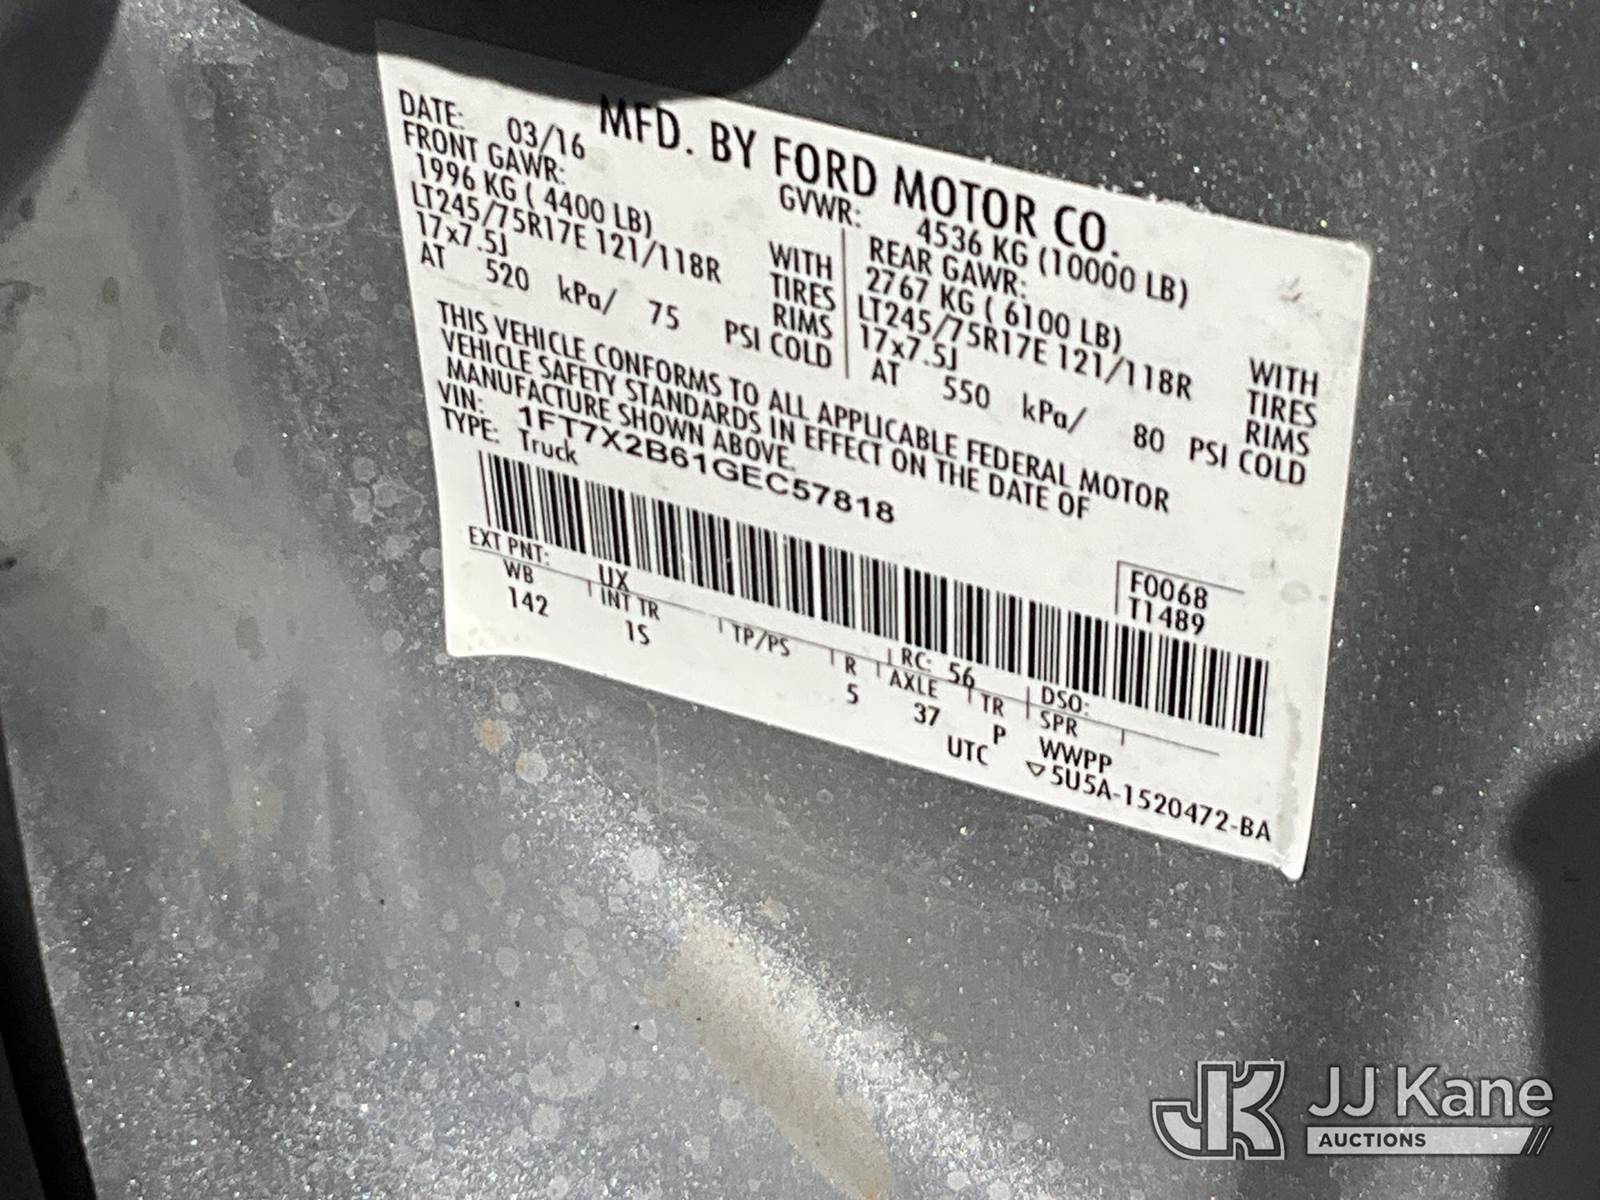 MFD. BY FORD MOTOR CO.
DATE: 03/16
GVWR: 4536 KG (10000 LB)
FRONT GAWR:
1996 KG ( 4400 LB) WITH
LT245/75R17E 121/118R TIRES
17x7.5J RIMS
AT 520 kPa/ 75 PSI COLD
REAR GAWR:
2767 KG ( 6100 LB) WITH
LT245/75R17E 121/118R TIRES
17x7.5J RIMS
AT 550 kPa/ 80 PSI COLD
THIS VEHICLE CONFORMS TO ALL APPLICABLE FEDERAL MOTOR
VEHICLE SAFETY STANDARDS IN EFFECT ON THE DATE OF
MANUFACTURE SHOWN ABOVE.
VIN: 1FT7X2B61GEC57818
TYPE: Truck
F0068
T1489
EXT PNT: UX RC: 56 DSO:
WB INT TR TP/PS R AXLE TR SPR
142 1S 5 37 P WWPP
UTC ▽5U5A-1520472-BA
JK JJ Kane
AUCTIONS